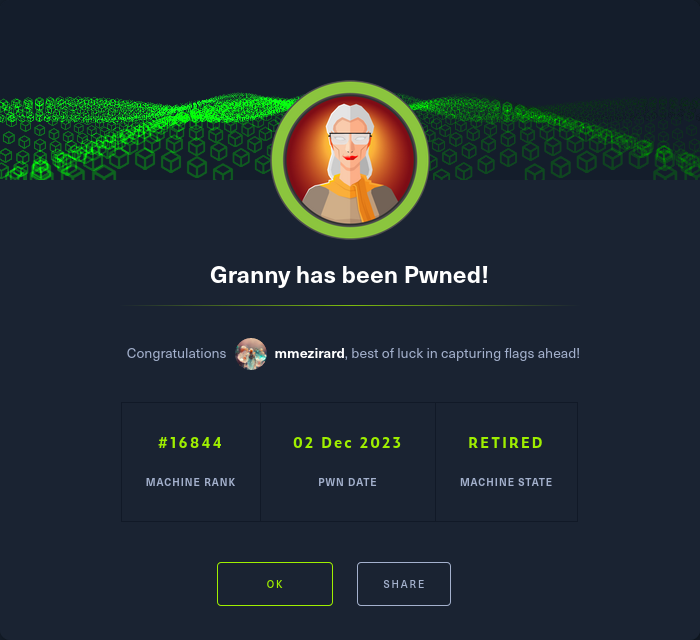 Granny has been Pwned!
Congratulations mmezirard, best of luck in capturing flags ahead!
#16844 02 Dec 2023 RETIRED
MACHINE RANK PWN DATE MACHINE STATE
OK SHARE